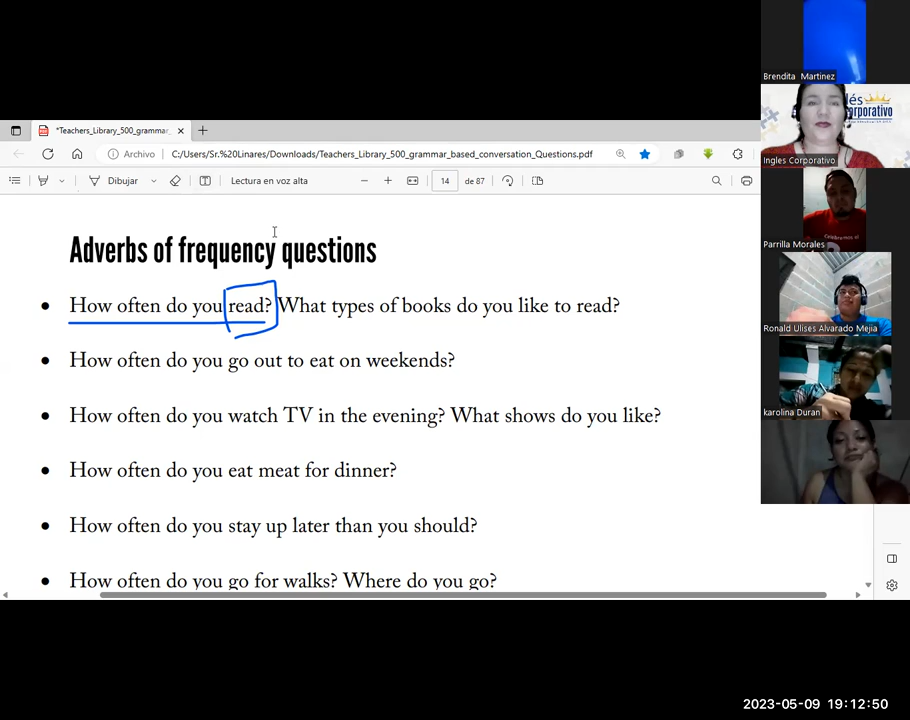 *Teachers_Library_500_grammar_
Archivo
C:/Users/Sr.%20Linares/Downloads/Teachers_Library_500_grammar_based_conversation_Questions.pdf
Dibujar
Lectura en voz alta
14
de 87
Adverbs of frequency questions
• How often do you read? What types of books do you like to read?
• How often do you go out to eat on weekends?
• How often do you watch TV in the evening? What shows do you like?
• How often do you eat meat for dinner?
• How often do you stay up later than you should?
• How often do you go for walks? Where do you go?
Brendita Martinez
lés
orporativo
Ingles Corporativo
Parrilla Morales
Ronald Ulises Alvarado Mejia
karolina Duran
2023-05-09 19:12:50